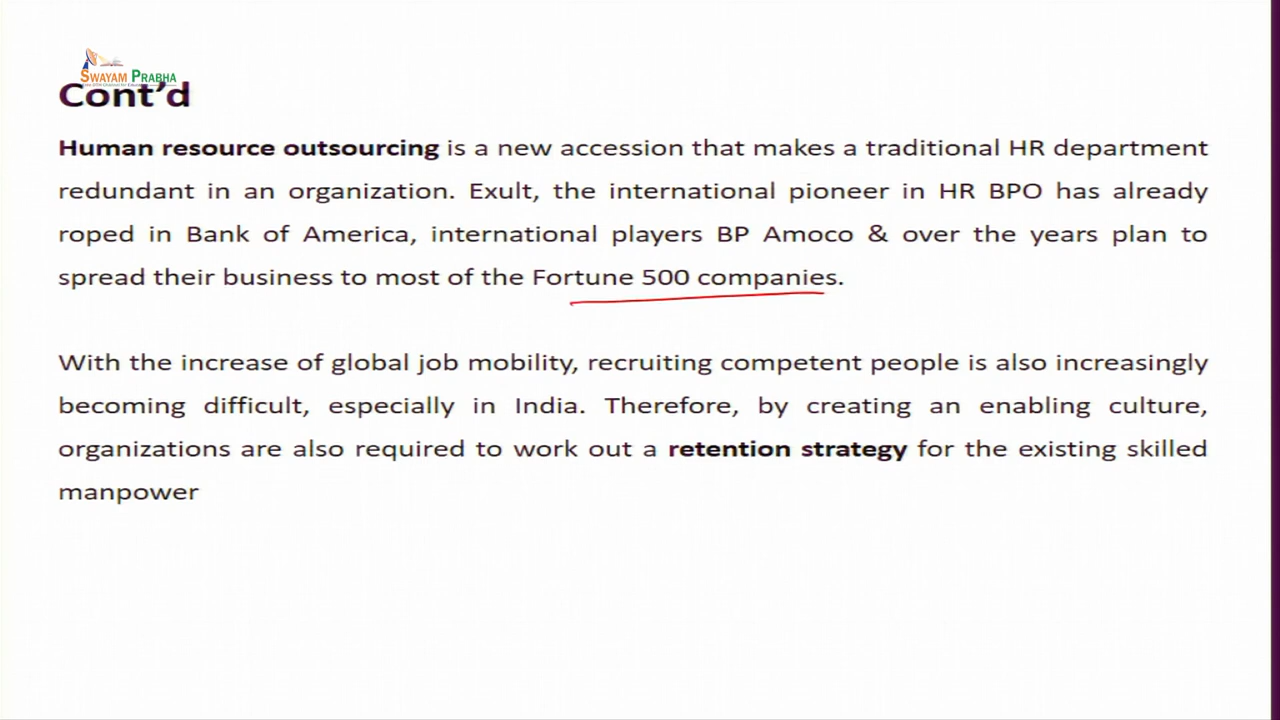 SWAYAM PRABHA
Cont'd
Human resource outsourcing is a new accession that makes a traditional HR department
redundant in an organization. Exult, the international pioneer in HR BPO has already
roped in Bank of America, international players BP Amoco & over the years plan to
spread their business to most of the Fortune 500 companies.
With the increase of global job mobility, recruiting competent people is also increasingly
becoming difficult, especially in India. Therefore, by creating an enabling culture,
organizations are also required to work out a retention strategy for the existing skilled
manpower